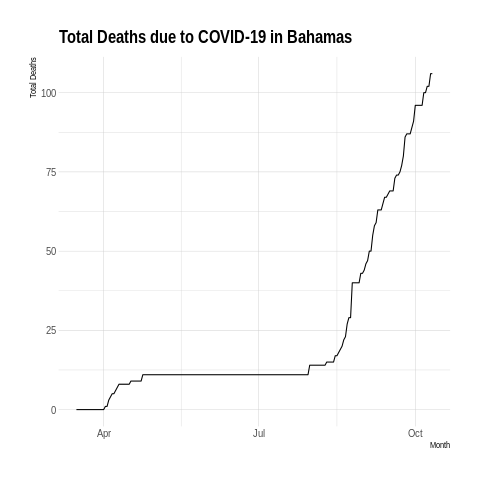 Total Deaths due to COVID-19 in Bahamas
Total Deaths
100
75
50
25
0
Apr Jul Oct
Month